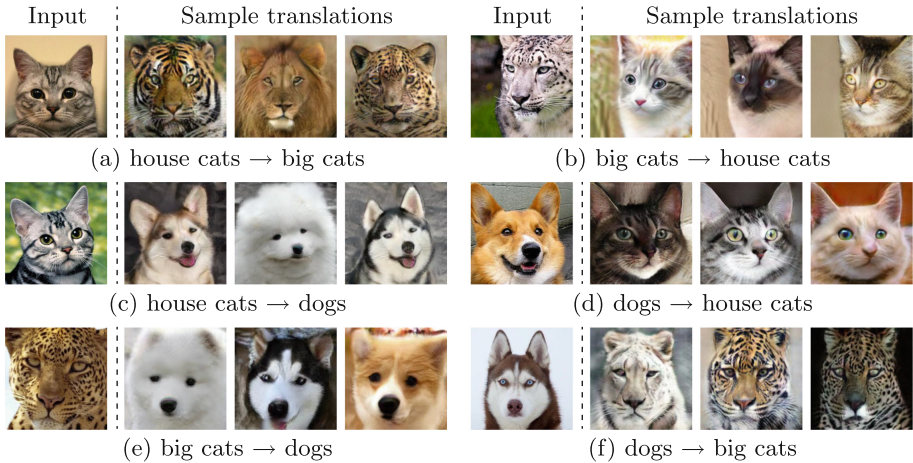 Input Sample translations Input Sample translations
(a) house cats → big cats (b) big cats → house cats
(c) house cats → dogs (d) dogs → house cats
(e) big cats → dogs (f) dogs → big cats